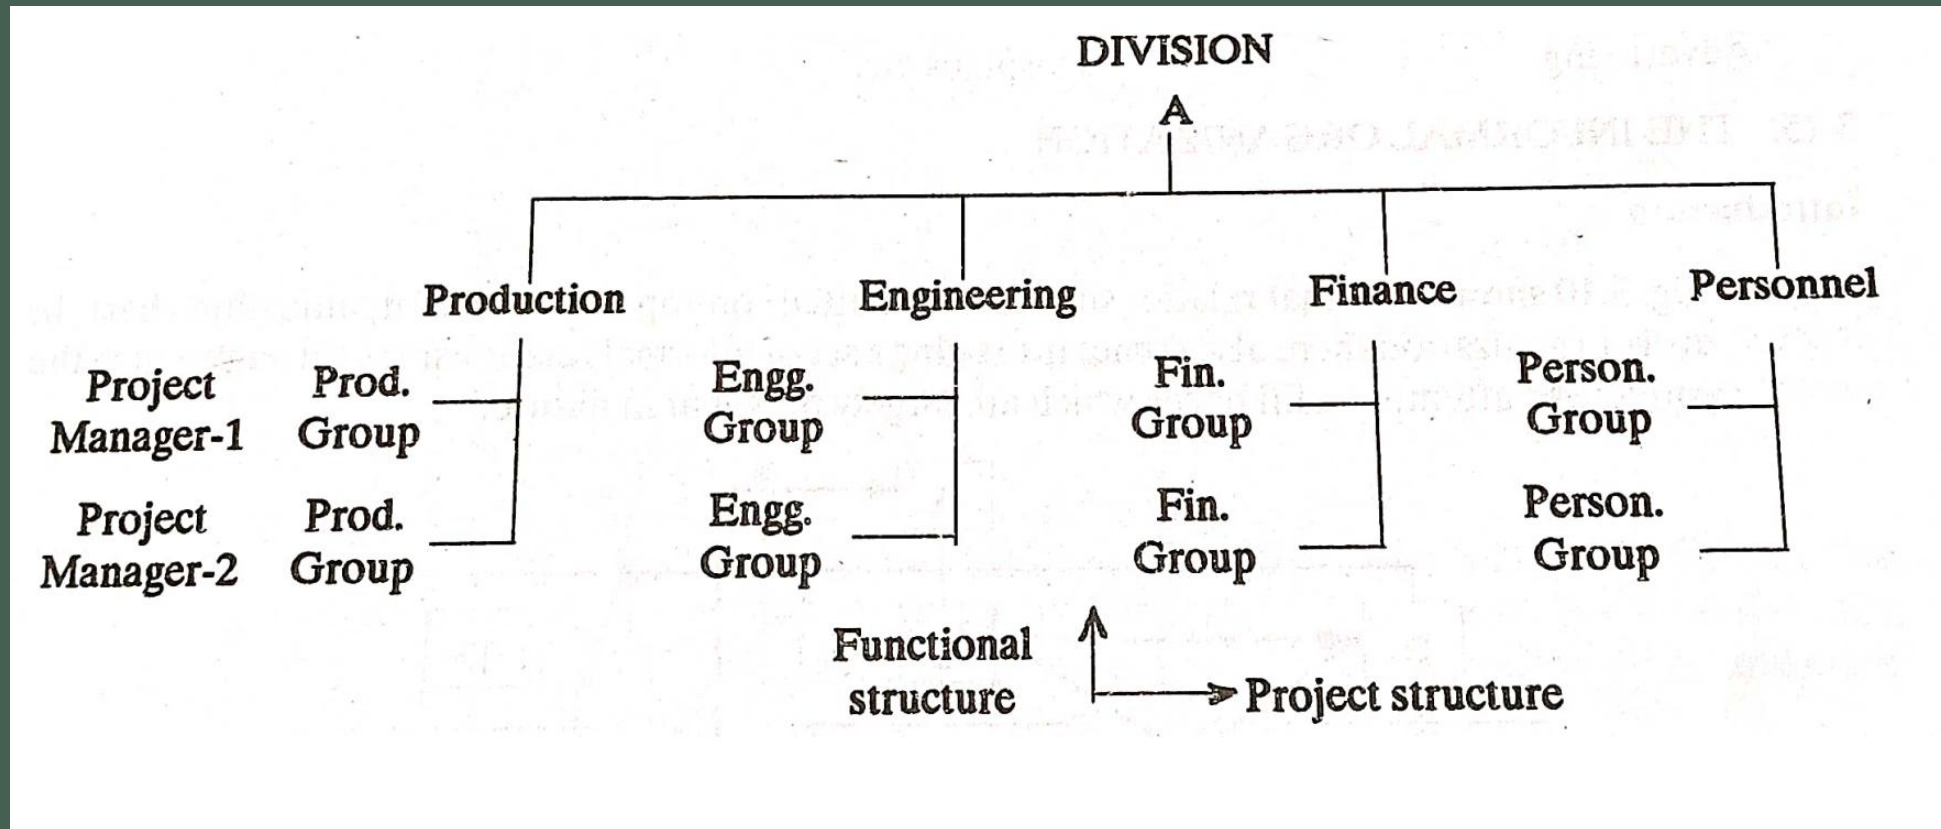 DIVISION
A
Production Engineering Finance Personnel
Project Prod. Engg. Fin. Person.
Manager-1 Group Group Group Group
Project Prod. Engg. Fin. Person.
Manager-2 Group Group Group Group
Functional
structure
Project structure